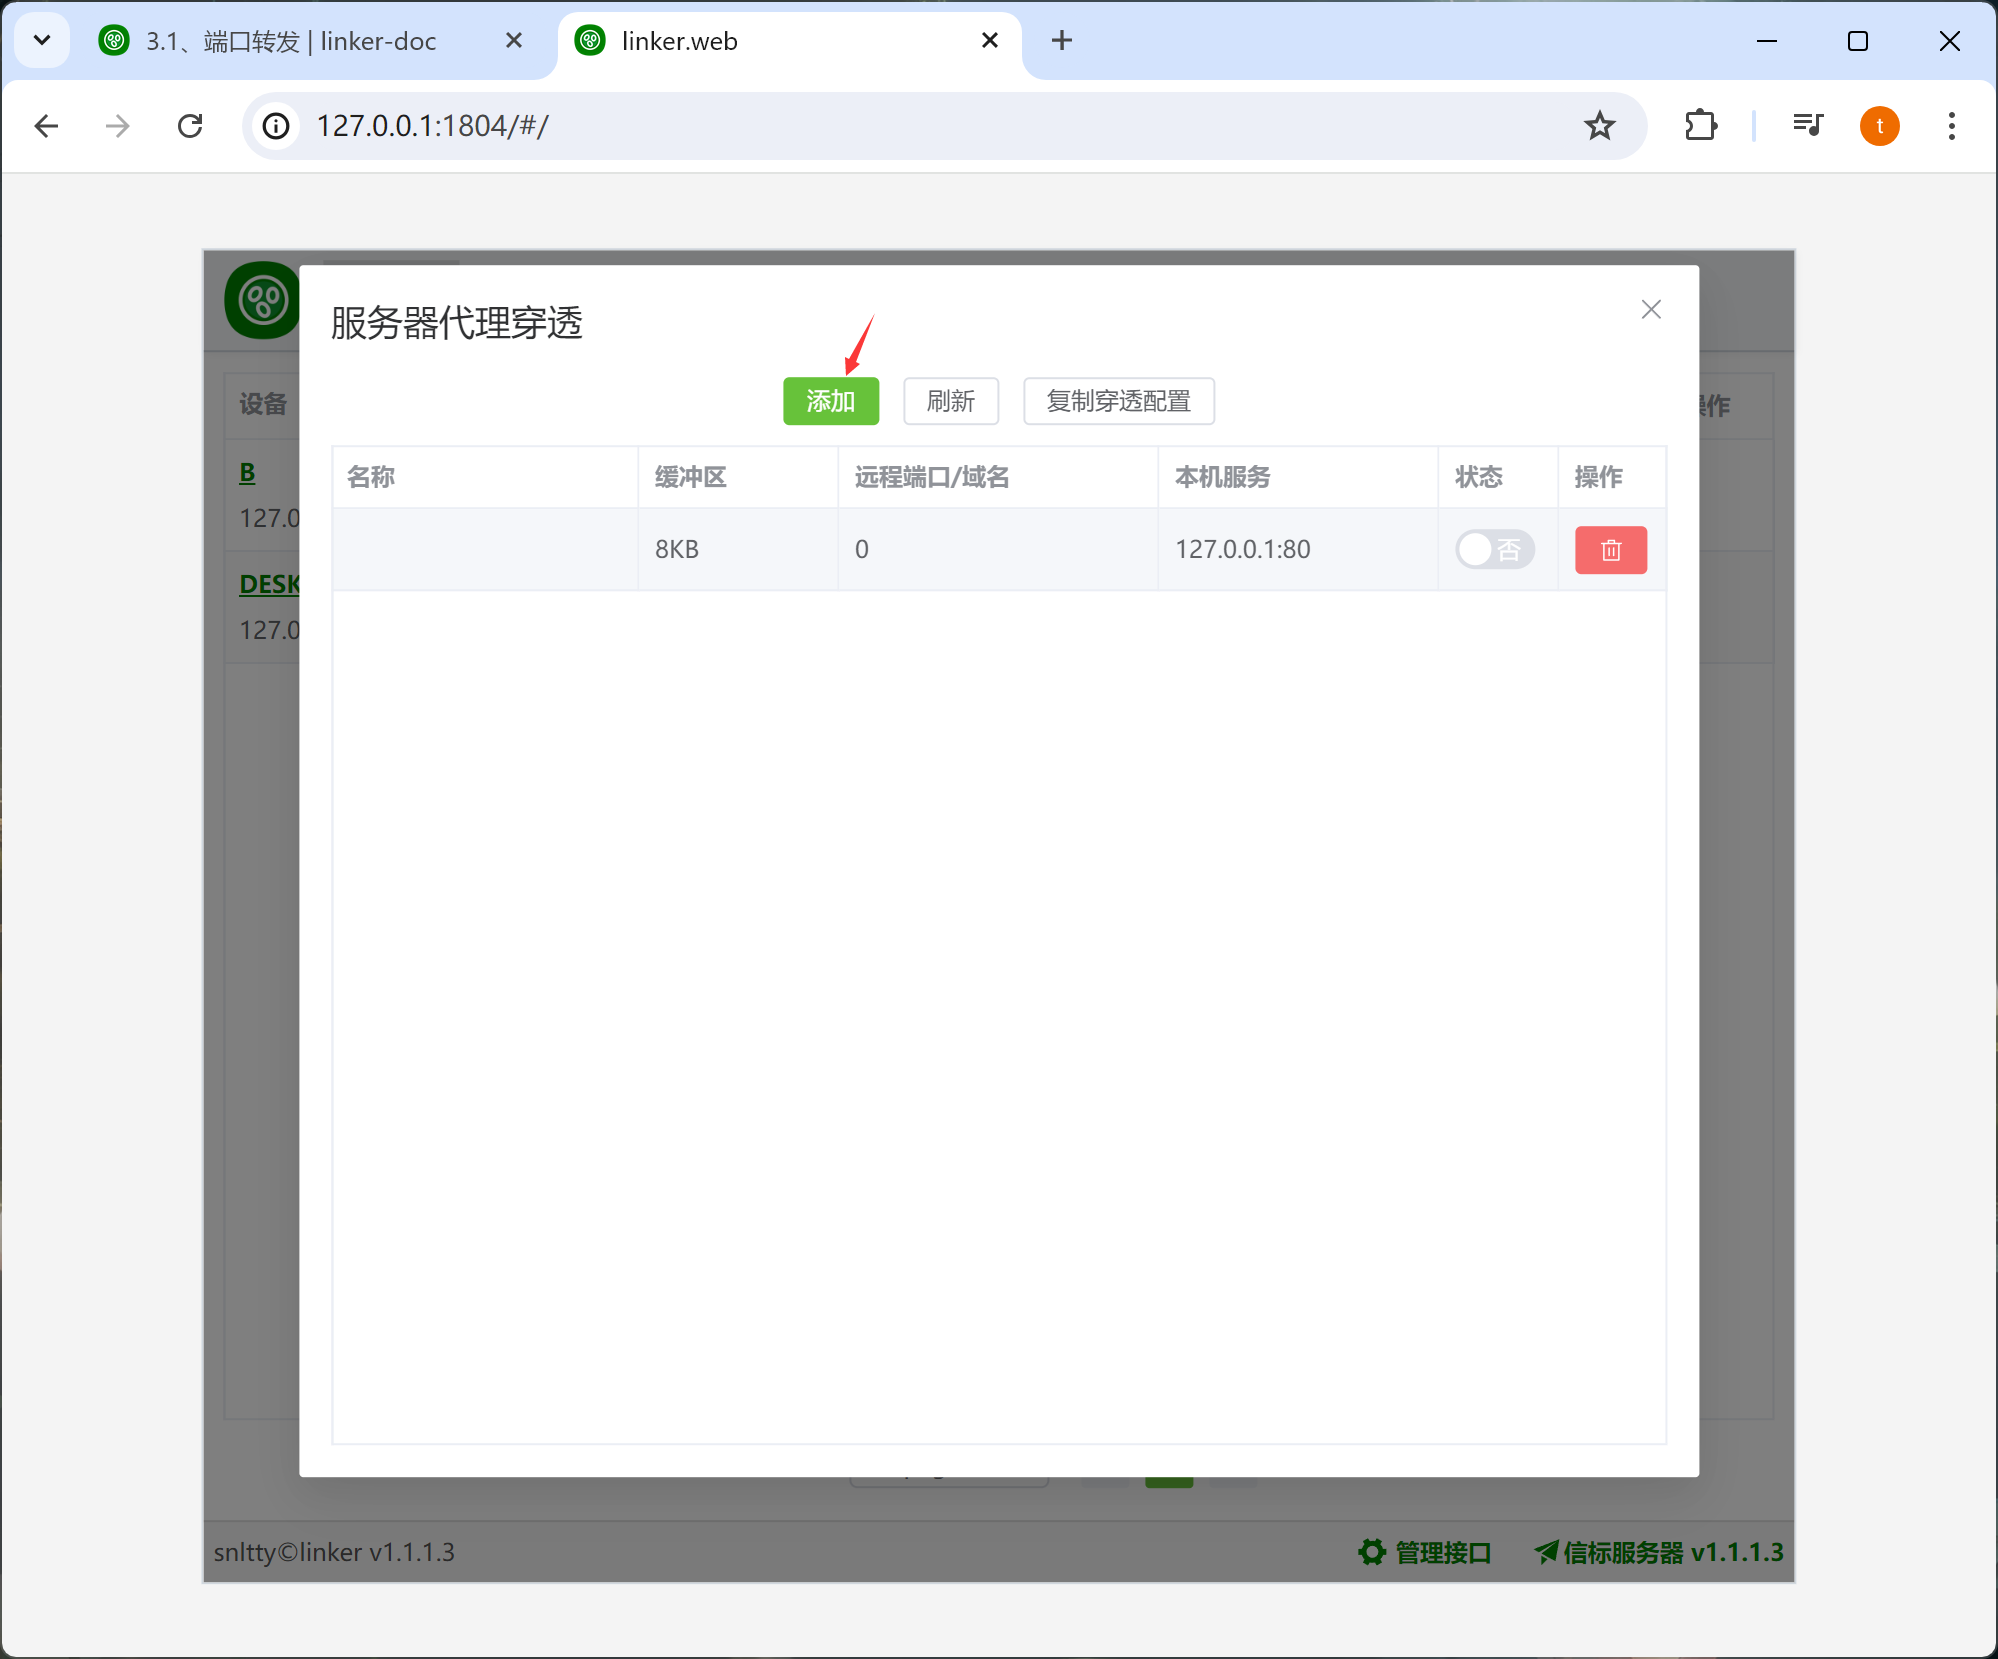 3.1、端口转发 | linker-doc
linker.web
127.0.0.1:1804/#/
t
服务器代理穿透
添加
刷新
复制穿透配置
设备
操作
名称
缓冲区
远程端口/域名
本机服务
状态
操作
B
127.0
8KB
0
127.0.0.1:80
否
DESK
127.0
snltty©linker v1.1.1.3
管理接口
信标服务器 v1.1.1.3